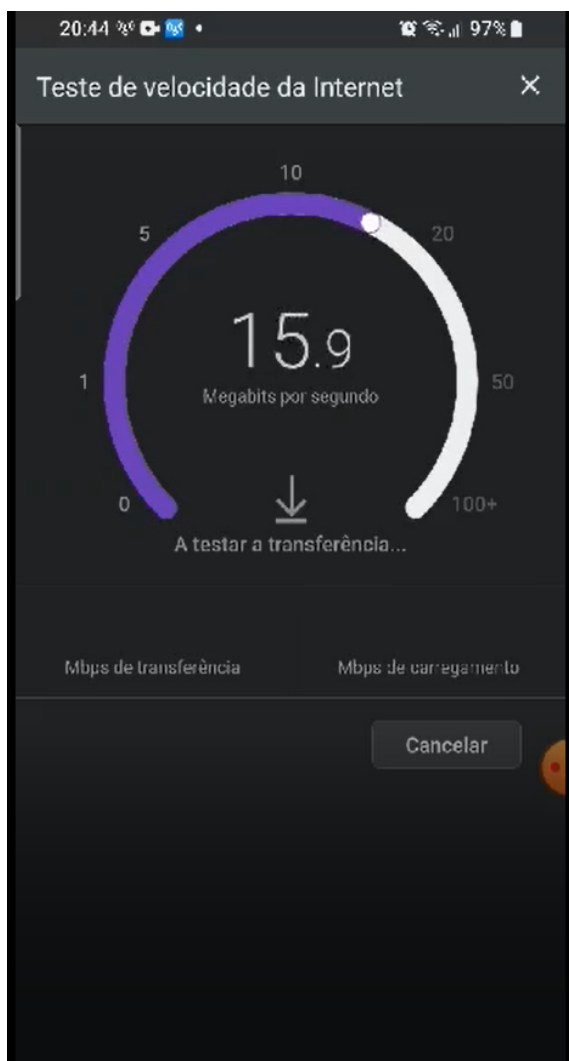 20:44 97%
Teste de velocidade da Internet
10
5
20
15.9
1
50
Megabits por segundo
0
100+
A testar a transferência...
Mbps de transferência Mbps de carregamento
Cancelar